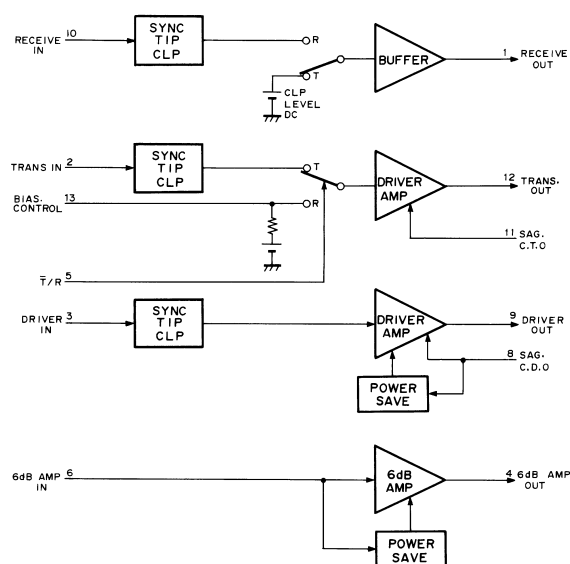 RECEIVE IN 10
SYNC TIP CLP
R
T
CLP LEVEL DC
BUFFER
1 RECEIVE OUT
TRANS IN 2
SYNC TIP CLP
T
R
DRIVER AMP
12 TRANS. OUT
BIAS. CONTROL 13
11 SAG. C.T.O
T̅/R 5
DRIVER IN 3
SYNC TIP CLP
DRIVER AMP
9 DRIVER OUT
8 SAG. C.D.O
POWER SAVE
6dB AMP IN 6
6dB AMP
4 6dB AMP OUT
POWER SAVE